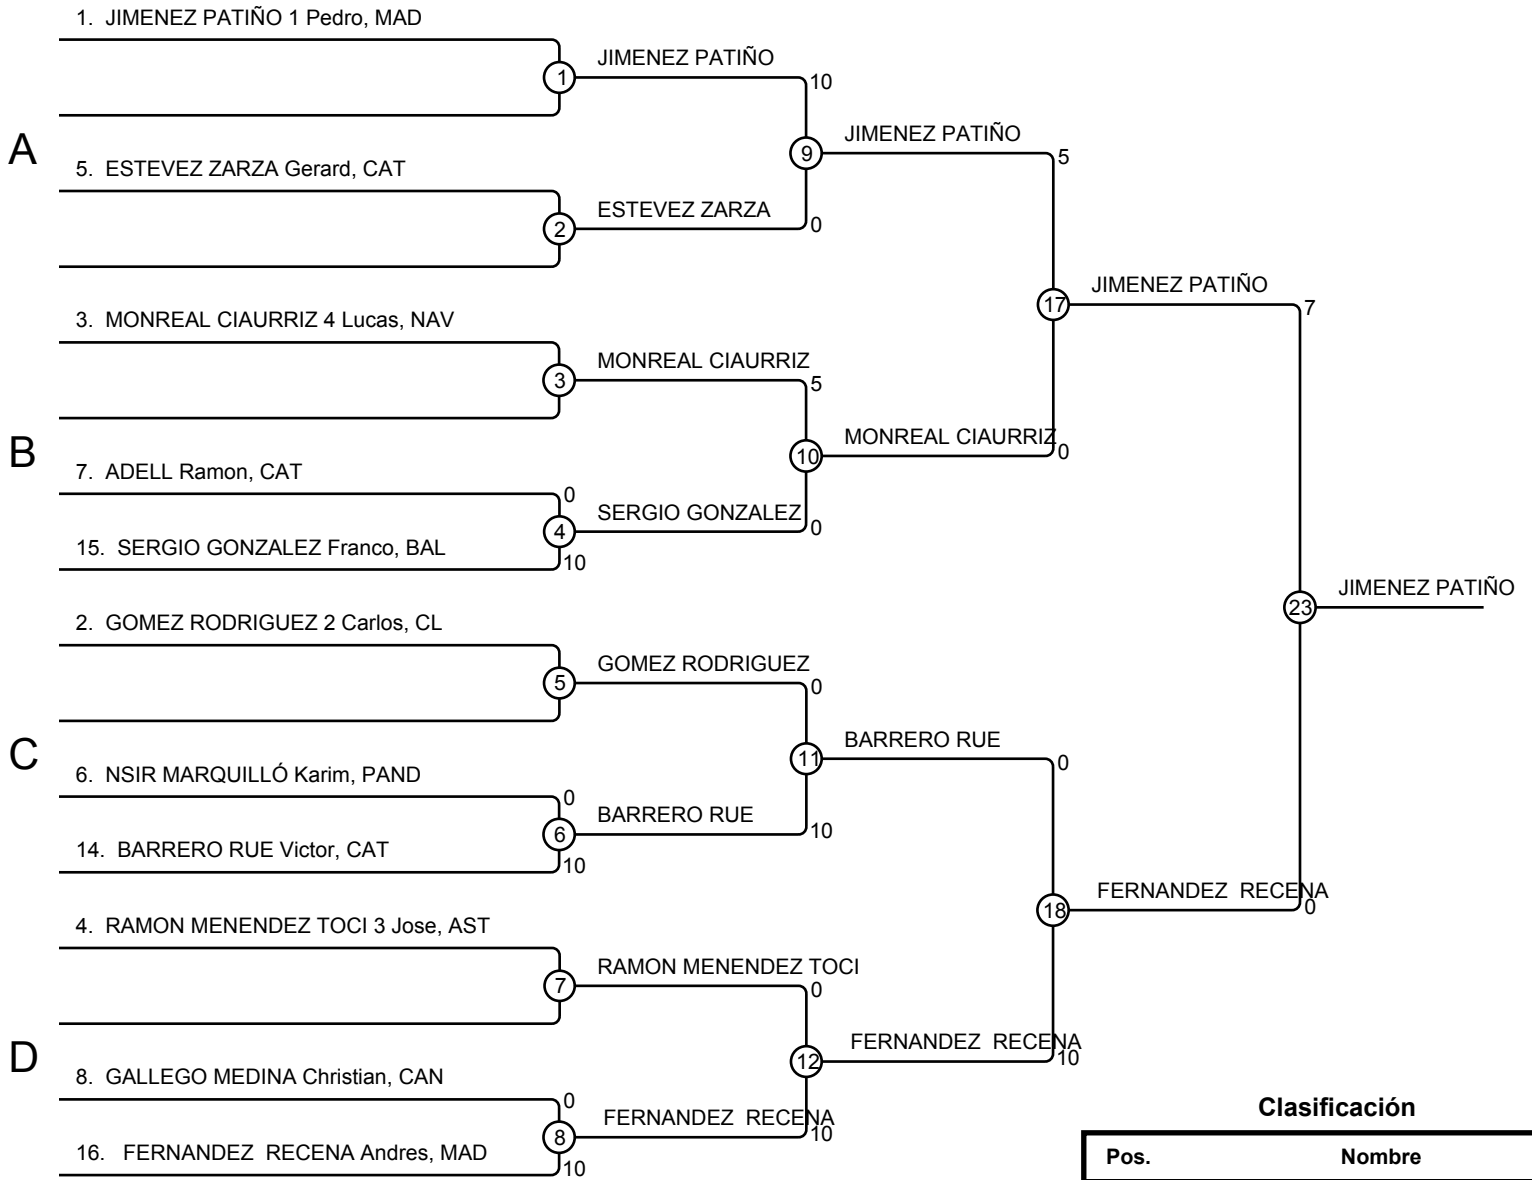 1. JIMENEZ PATIÑO 1 Pedro, MAD
JIMENEZ PATIÑO
1
10
A
JIMENEZ PATIÑO
9
5
5. ESTEVEZ ZARZA Gerard, CAT
ESTEVEZ ZARZA
2
0
JIMENEZ PATIÑO
17
7
3. MONREAL CIAURRIZ 4 Lucas, NAV
MONREAL CIAURRIZ
3
5
B
MONREAL CIAURRIZ
10
0
7. ADELL Ramon, CAT
0
SERGIO GONZALEZ
4
0
15. SERGIO GONZALEZ Franco, BAL
10
JIMENEZ PATIÑO
23
2. GOMEZ RODRIGUEZ 2 Carlos, CL
GOMEZ RODRIGUEZ
5
0
C
BARRERO RUE
11
0
6. NSIR MARQUILLÓ Karim, PAND
0
BARRERO RUE
6
10
14. BARRERO RUE Victor, CAT
10
FERNANDEZ RECENA
18
0
4. RAMON MENENDEZ TOCI 3 Jose, AST
RAMON MENENDEZ TOCI
7
0
D
FERNANDEZ RECENA
12
10
8. GALLEGO MEDINA Christian, CAN
0
FERNANDEZ RECENA
8
10
16. FERNANDEZ RECENA Andres, MAD
10
Clasificación
Pos. Nombre